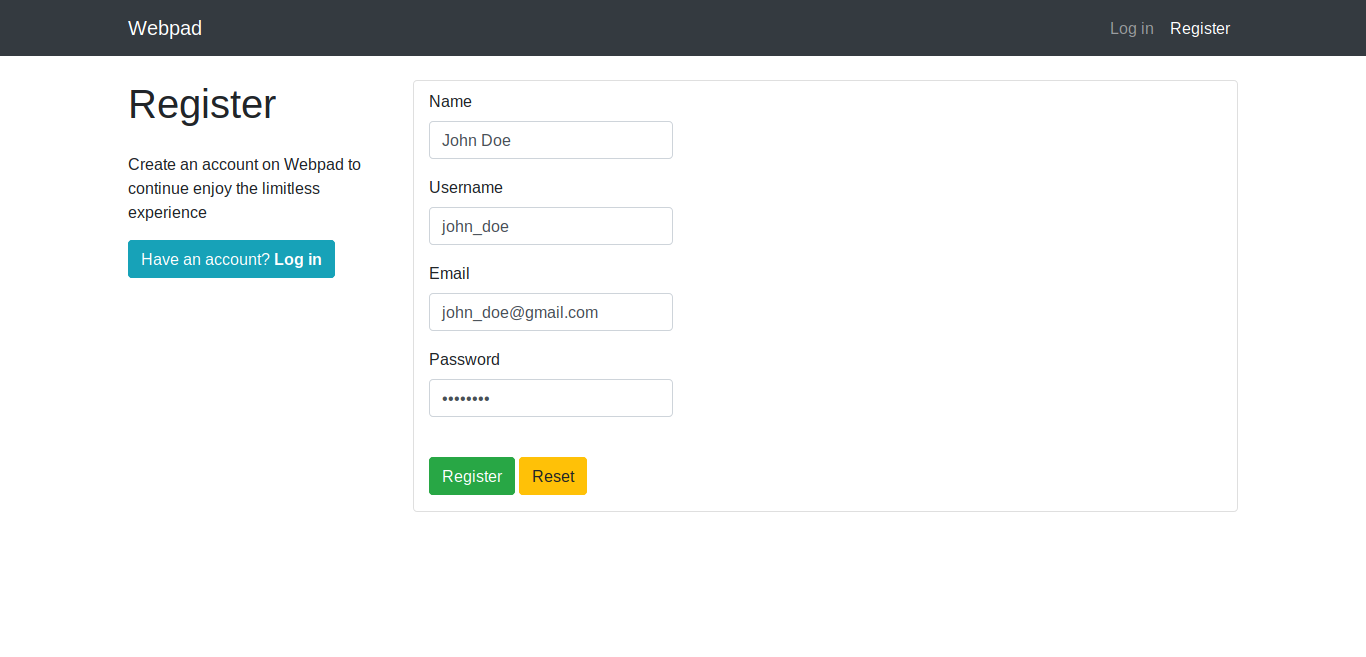 Webpad
Log in Register
Register
Create an account on Webpad to
continue enjoy the limitless
experience
Have an account? Log in
Name
John Doe
Username
john_doe
Email
john_doe@gmail.com
Password
••••••••
Register Reset